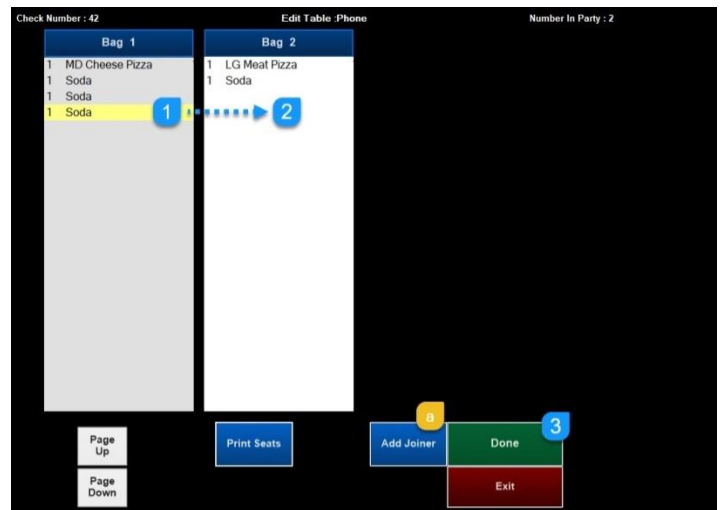 Check Number : 42 Edit Table :Phone Number In Party : 2
Bag 1 Bag 2
1 MD Cheese Pizza 1 LG Meat Pizza
1 Soda 1 Soda
1 Soda
1 Soda 1 2
a
3
Page Up Print Seats Add Joiner Done
Page Down Exit